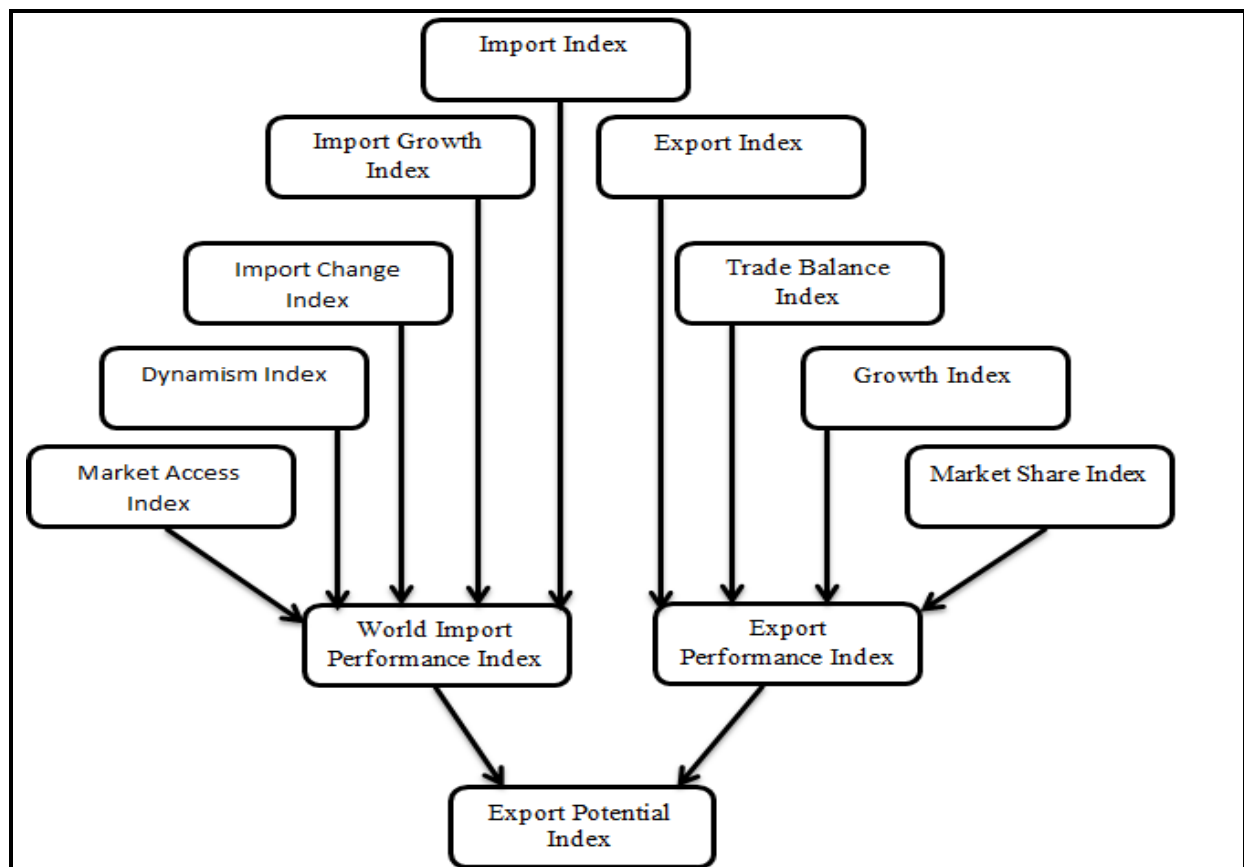 Import Index
Import Growth
Index
Export Index
Import Change
Index
Trade Balance
Index
Dynamism Index
Growth Index
Market Access
Index
Market Share Index
World Import
Performance Index
Export
Performance Index
Export Potential
Index